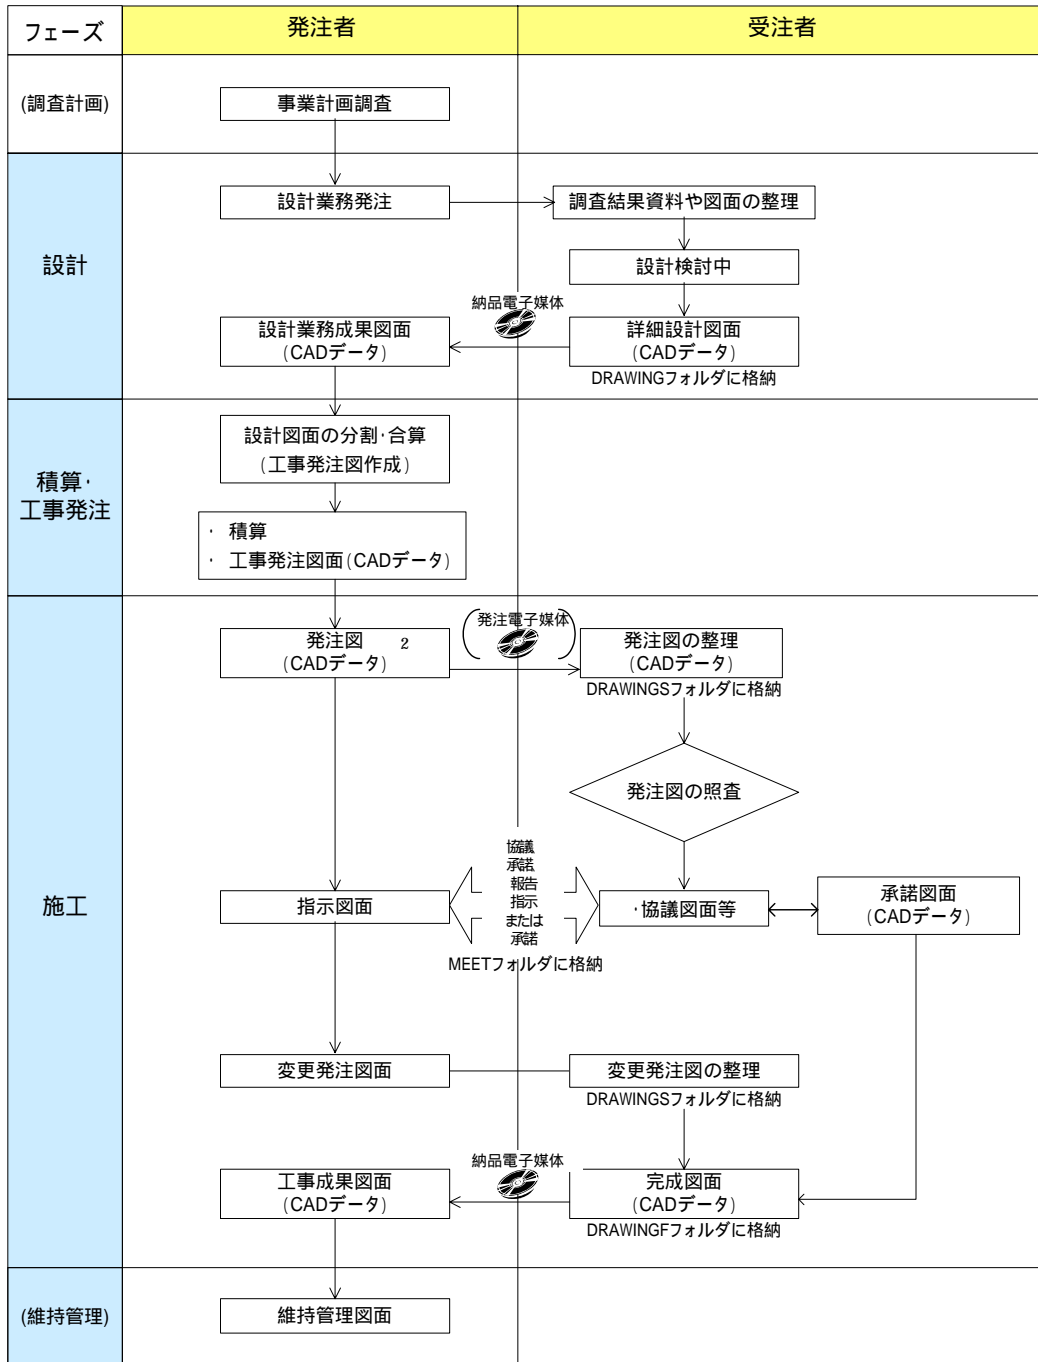 フェーズ
発注者
受注者
(調査計画)
事業計画調査
設計
設計業務発注
調査結果資料や図面の整理
設計検討中
納品電子媒体
設計業務成果図面
(CADデータ)
詳細設計図面
(CADデータ)
DRAWINGフォルダに格納
積算・
工事発注
設計図面の分割・合算
(工事発注図作成)
・ 積算
・ 工事発注図面(CADデータ)
施工
発注電子媒体
発注図 2
(CADデータ)
発注図の整理
(CADデータ)
DRAWINGSフォルダに格納
発注図の照査
協議
承諾
報告
指示
または
承諾
指示図面
・協議図面等
承諾図面
(CADデータ)
MEETフォルダに格納
変更発注図面
変更発注図の整理
DRAWINGSフォルダに格納
納品電子媒体
工事成果図面
(CADデータ)
完成図面
(CADデータ)
DRAWINGFフォルダに格納
(維持管理)
維持管理図面